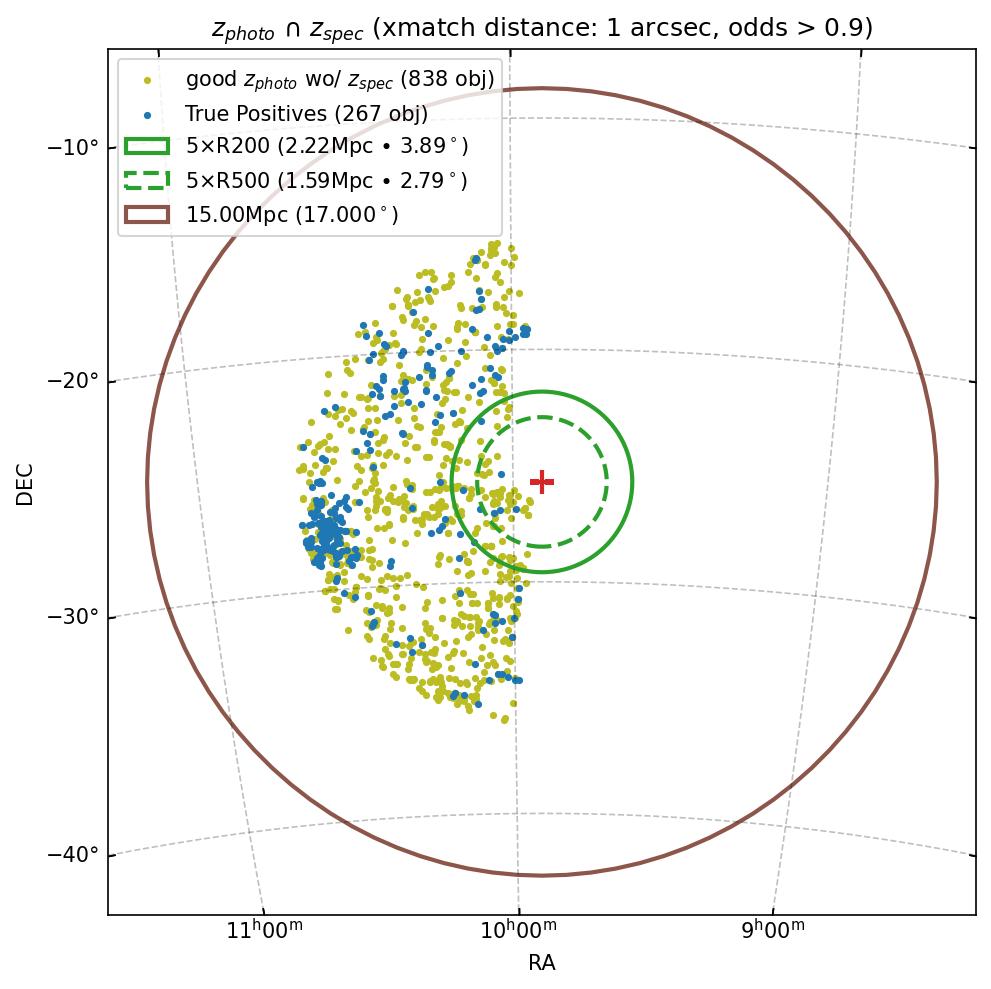 z_photo ∩ z_spec (xmatch distance: 1 arcsec, odds > 0.9)
good z_photo wo/ z_spec (838 obj)
True Positives (267 obj)
5×R200 (2.22Mpc • 3.89°)
5×R500 (1.59Mpc • 2.79°)
15.00Mpc (17.000°)
−10°
−20°
−30°
−40°
DEC
11h00m 10h00m 9h00m
RA